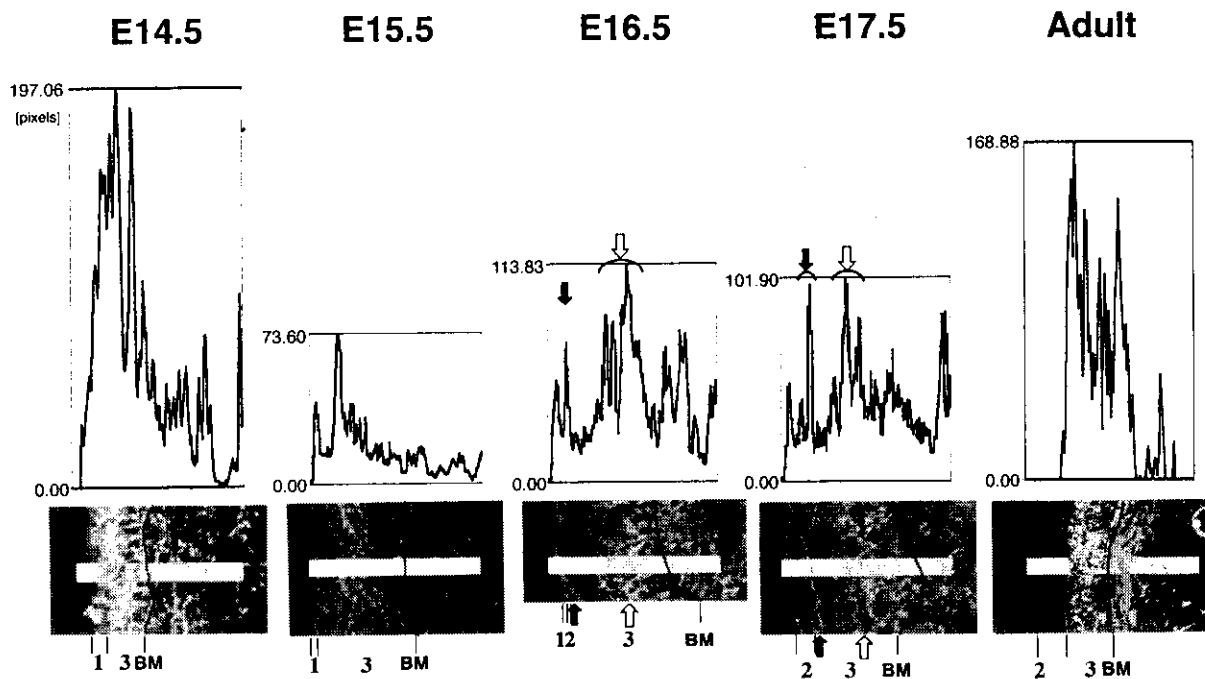 E14.5 E15.5 E16.5 E17.5 Adult
197.06
[pixels]
168.88
113.83
101.90
73.60
0.00 0.00 0.00 0.00 0.00
1 3 BM 1 3 BM 12 3 BM 2 3 BM 2 3 BM